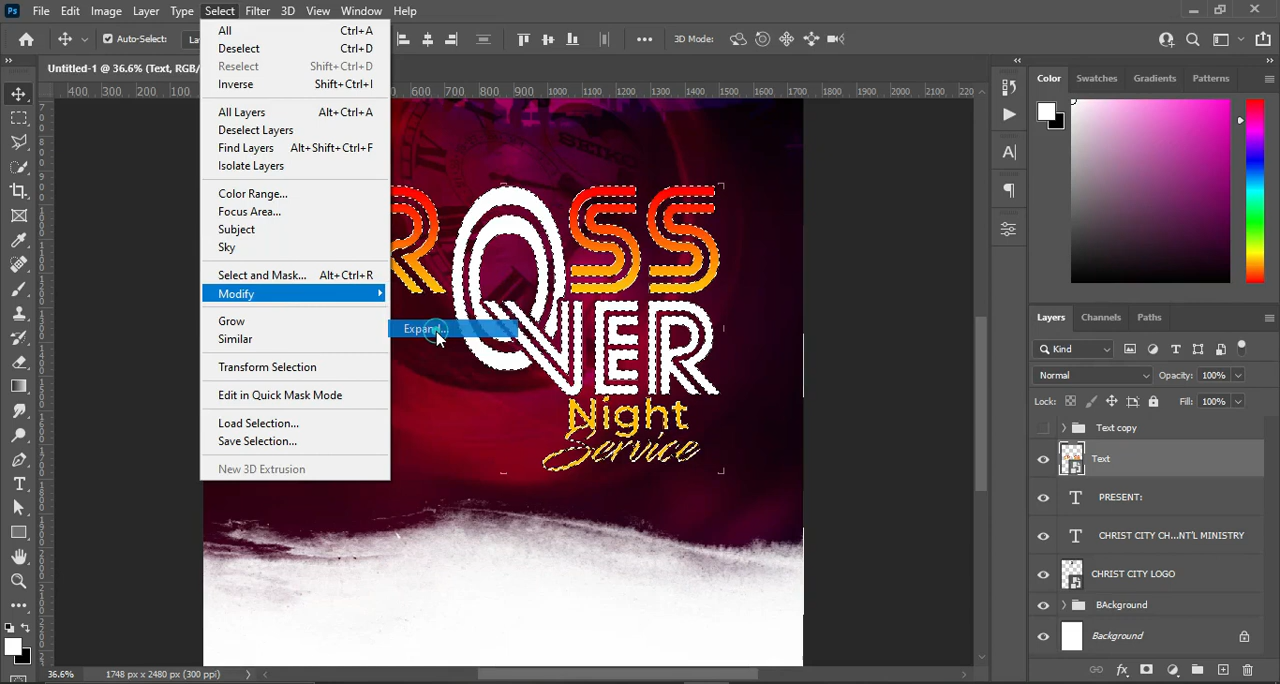 Ps File Edit Image Layer Type Select Filter 3D View Window Help
Auto-Select: 3D Mode:
Untitled-1 @ 36.6% (Text, RGB/
All Ctrl+A
Deselect Ctrl+D
Reselect Shift+Ctrl+D
Inverse Shift+Ctrl+I
All Layers Alt+Ctrl+A
Deselect Layers
Find Layers Alt+Shift+Ctrl+F
Isolate Layers
Color Range...
Focus Area...
Subject
Sky
Select and Mask... Alt+Ctrl+R
Modify
Expand...
Grow
Similar
Transform Selection
Edit in Quick Mask Mode
Load Selection...
Save Selection...
New 3D Extrusion
400 300 200 100 600 700 800 900 1000 1100 1200 1300 1400 1500 1600 1700 1800 1900 2000 2100
SEIKO
ROSS
OVER
Night
Service
Color Swatches Gradients Patterns
Layers Channels Paths
Kind
Normal Opacity: 100%
Lock: Fill: 100%
Text copy
Text
PRESENT:
CHRIST CITY CH...NT'L MINISTRY
CHRIST CITY LOGO
BAckground
Background
36.6% 1748 px x 2480 px (300 ppi)